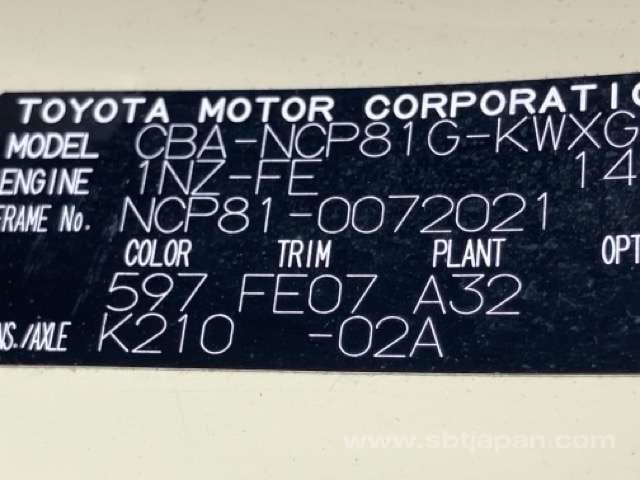 TOYOTA MOTOR CORPORATIO
MODEL CBA-NCP81G-KWXG
ENGINE 1NZ-FE 14
FRAME No. NCP81-0072021
COLOR TRIM PLANT OPT
597 FE07 A32
NS./AXLE K210 -02A
www.sbtjapan.com